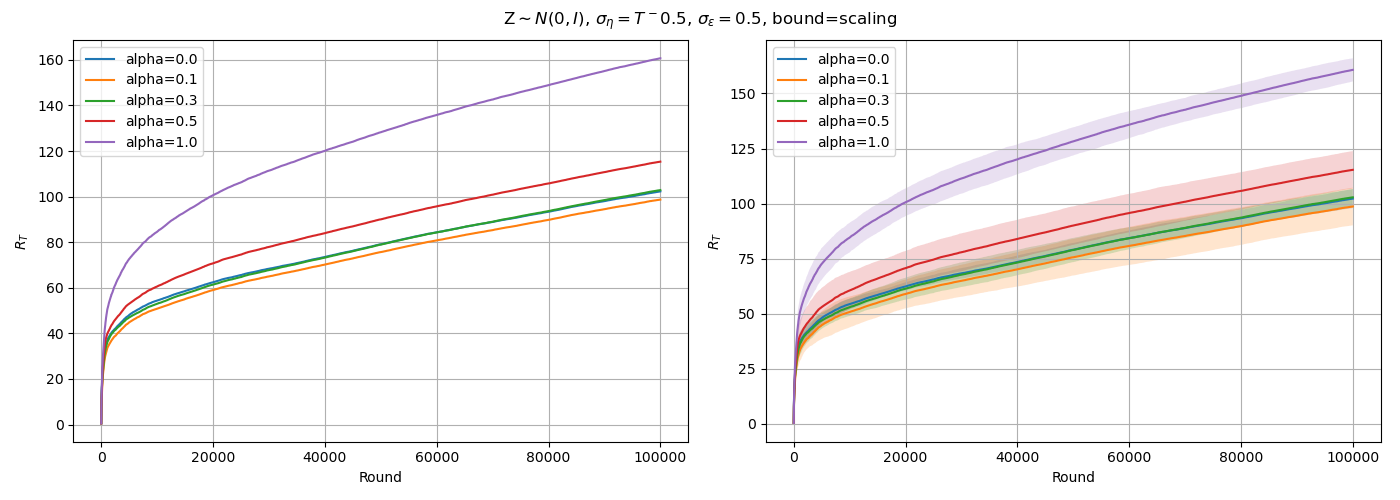 Z ∼ N(0, I), σ_η = T^−0.5, σ_ε = 0.5, bound=scaling
alpha=0.0
alpha=0.1
alpha=0.3
alpha=0.5
alpha=1.0
160
140
120
100
80
60
40
20
0
R_T
0 20000 40000 60000 80000 100000
Round
alpha=0.0
alpha=0.1
alpha=0.3
alpha=0.5
alpha=1.0
150
125
100
75
50
25
0
R_T
0 20000 40000 60000 80000 100000
Round